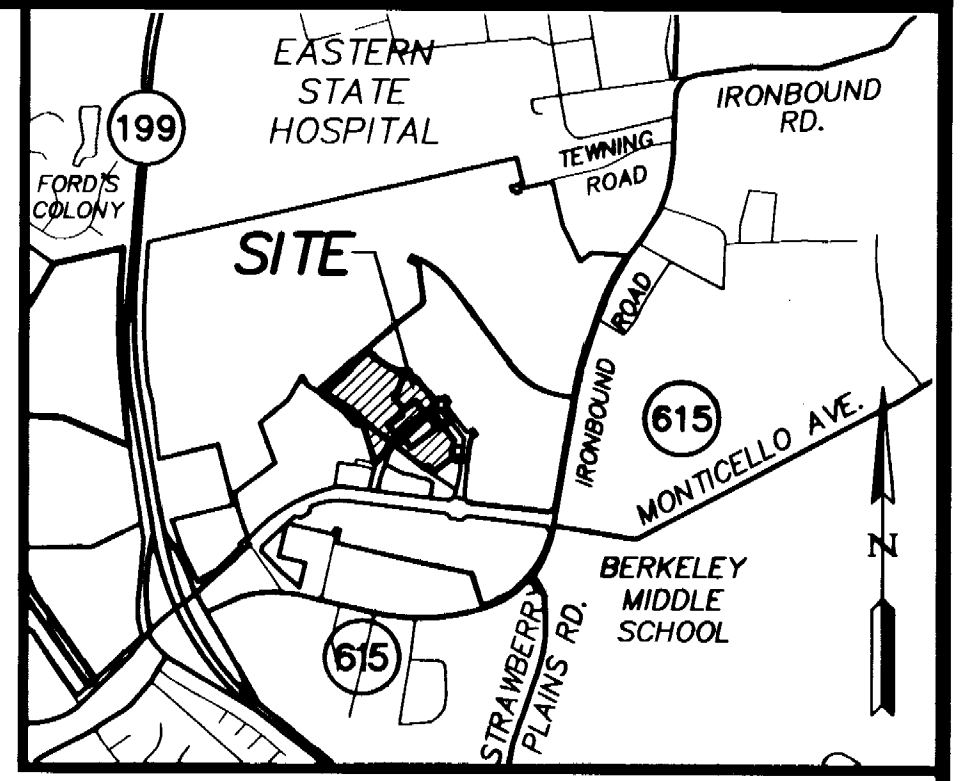 EASTERN
STATE
HOSPITAL
IRONBOUND
RD.
199
TEWNING
ROAD
FORD'S
COLONY
SITE
IRONBOUND ROAD
615
MONTICELLO AVE.
N
BERKELEY
MIDDLE
SCHOOL
615
STRAWBERRY
PLAINS RD.